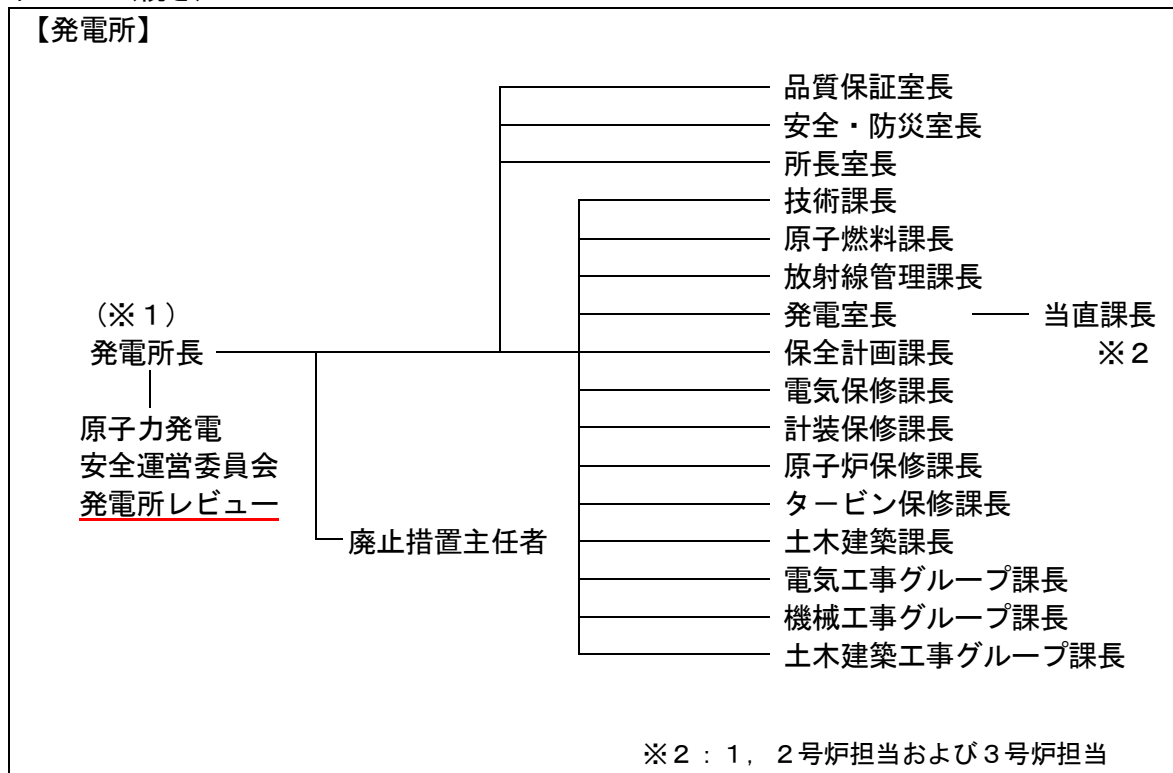 【発電所】
品質保証室長
安全・防災室長
所長室長
技術課長
原子燃料課長
放射線管理課長
(※1)
発電室長
当直課長
発電所長
保全計画課長
※2
電気保修課長
原子力発電
計装保修課長
安全運営委員会
原子炉保修課長
発電所レビュー
タービン保修課長
廃止措置主任者
土木建築課長
電気工事グループ課長
機械工事グループ課長
土木建築工事グループ課長
※2:1,2号炉担当および3号炉担当